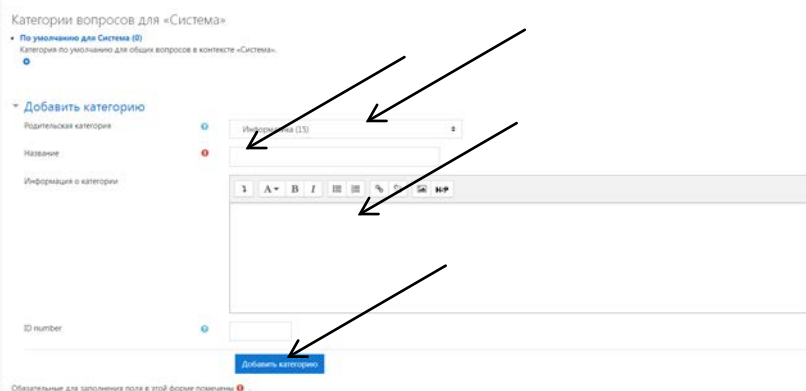 Категории вопросов для «Система»
По умолчанию для Система (0)
Категория по умолчанию для общих вопросов в контексте «Система».
Добавить категорию
Родительская категория
Информатика (15)
Название
Информация о категории
A B I H-P
ID number
Добавить категорию
Обязательные для заполнения поля в этой форме помечены